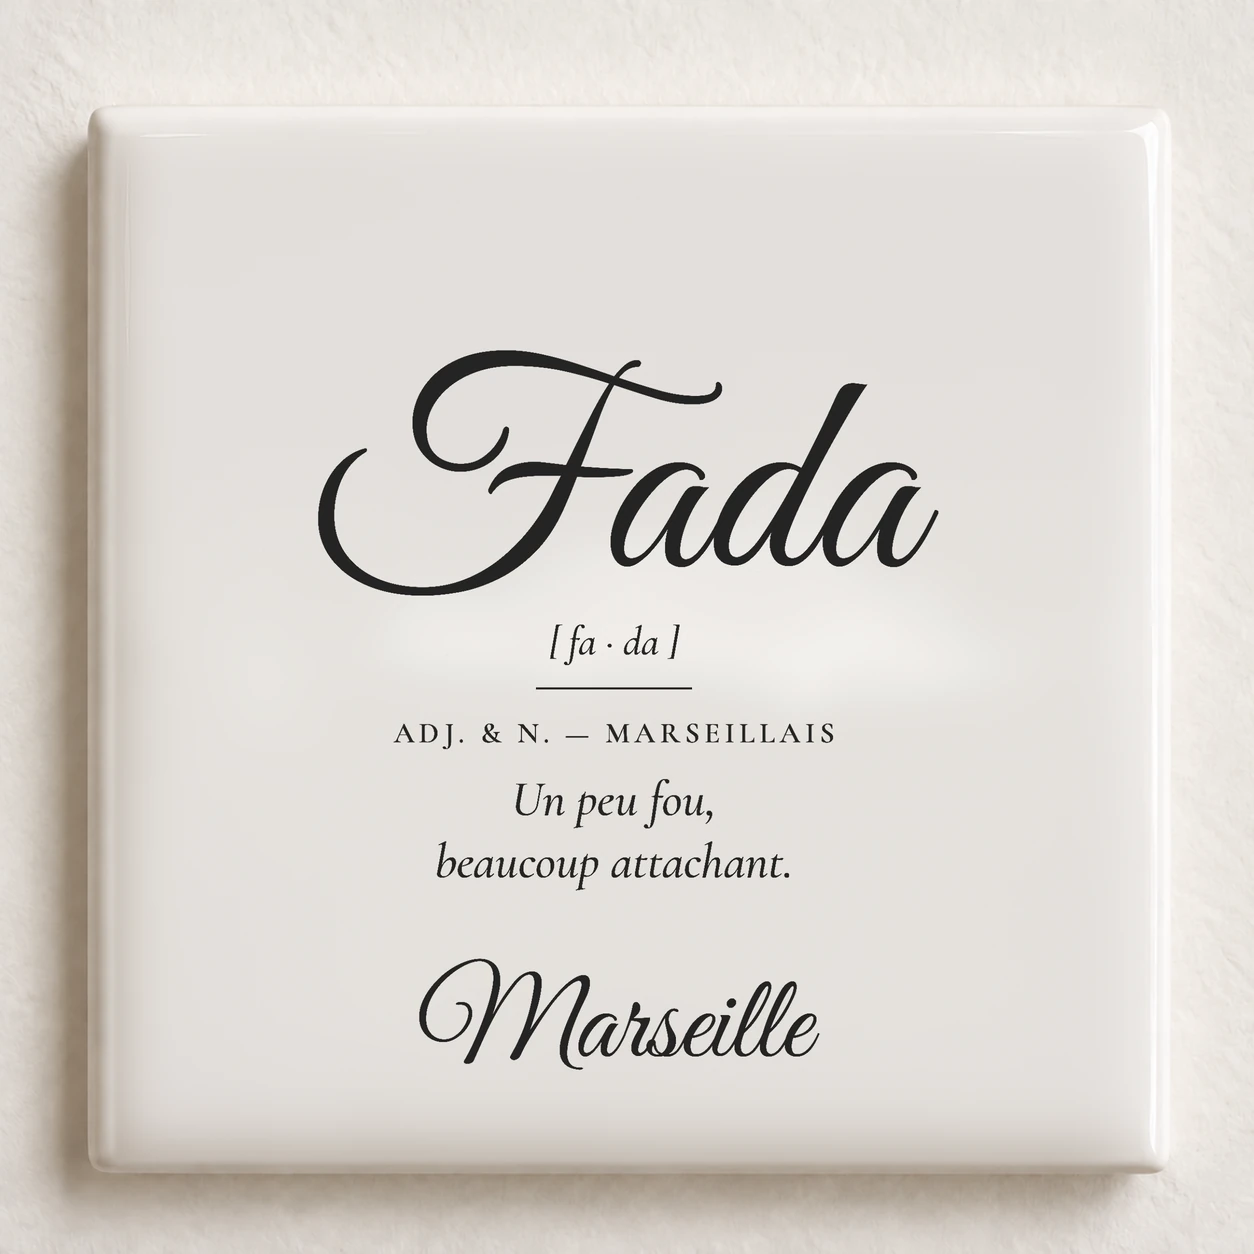 Fada
[ fa · da ]
ADJ. & N. — MARSEILLAIS
Un peu fou,
beaucoup attachant.
Marseille